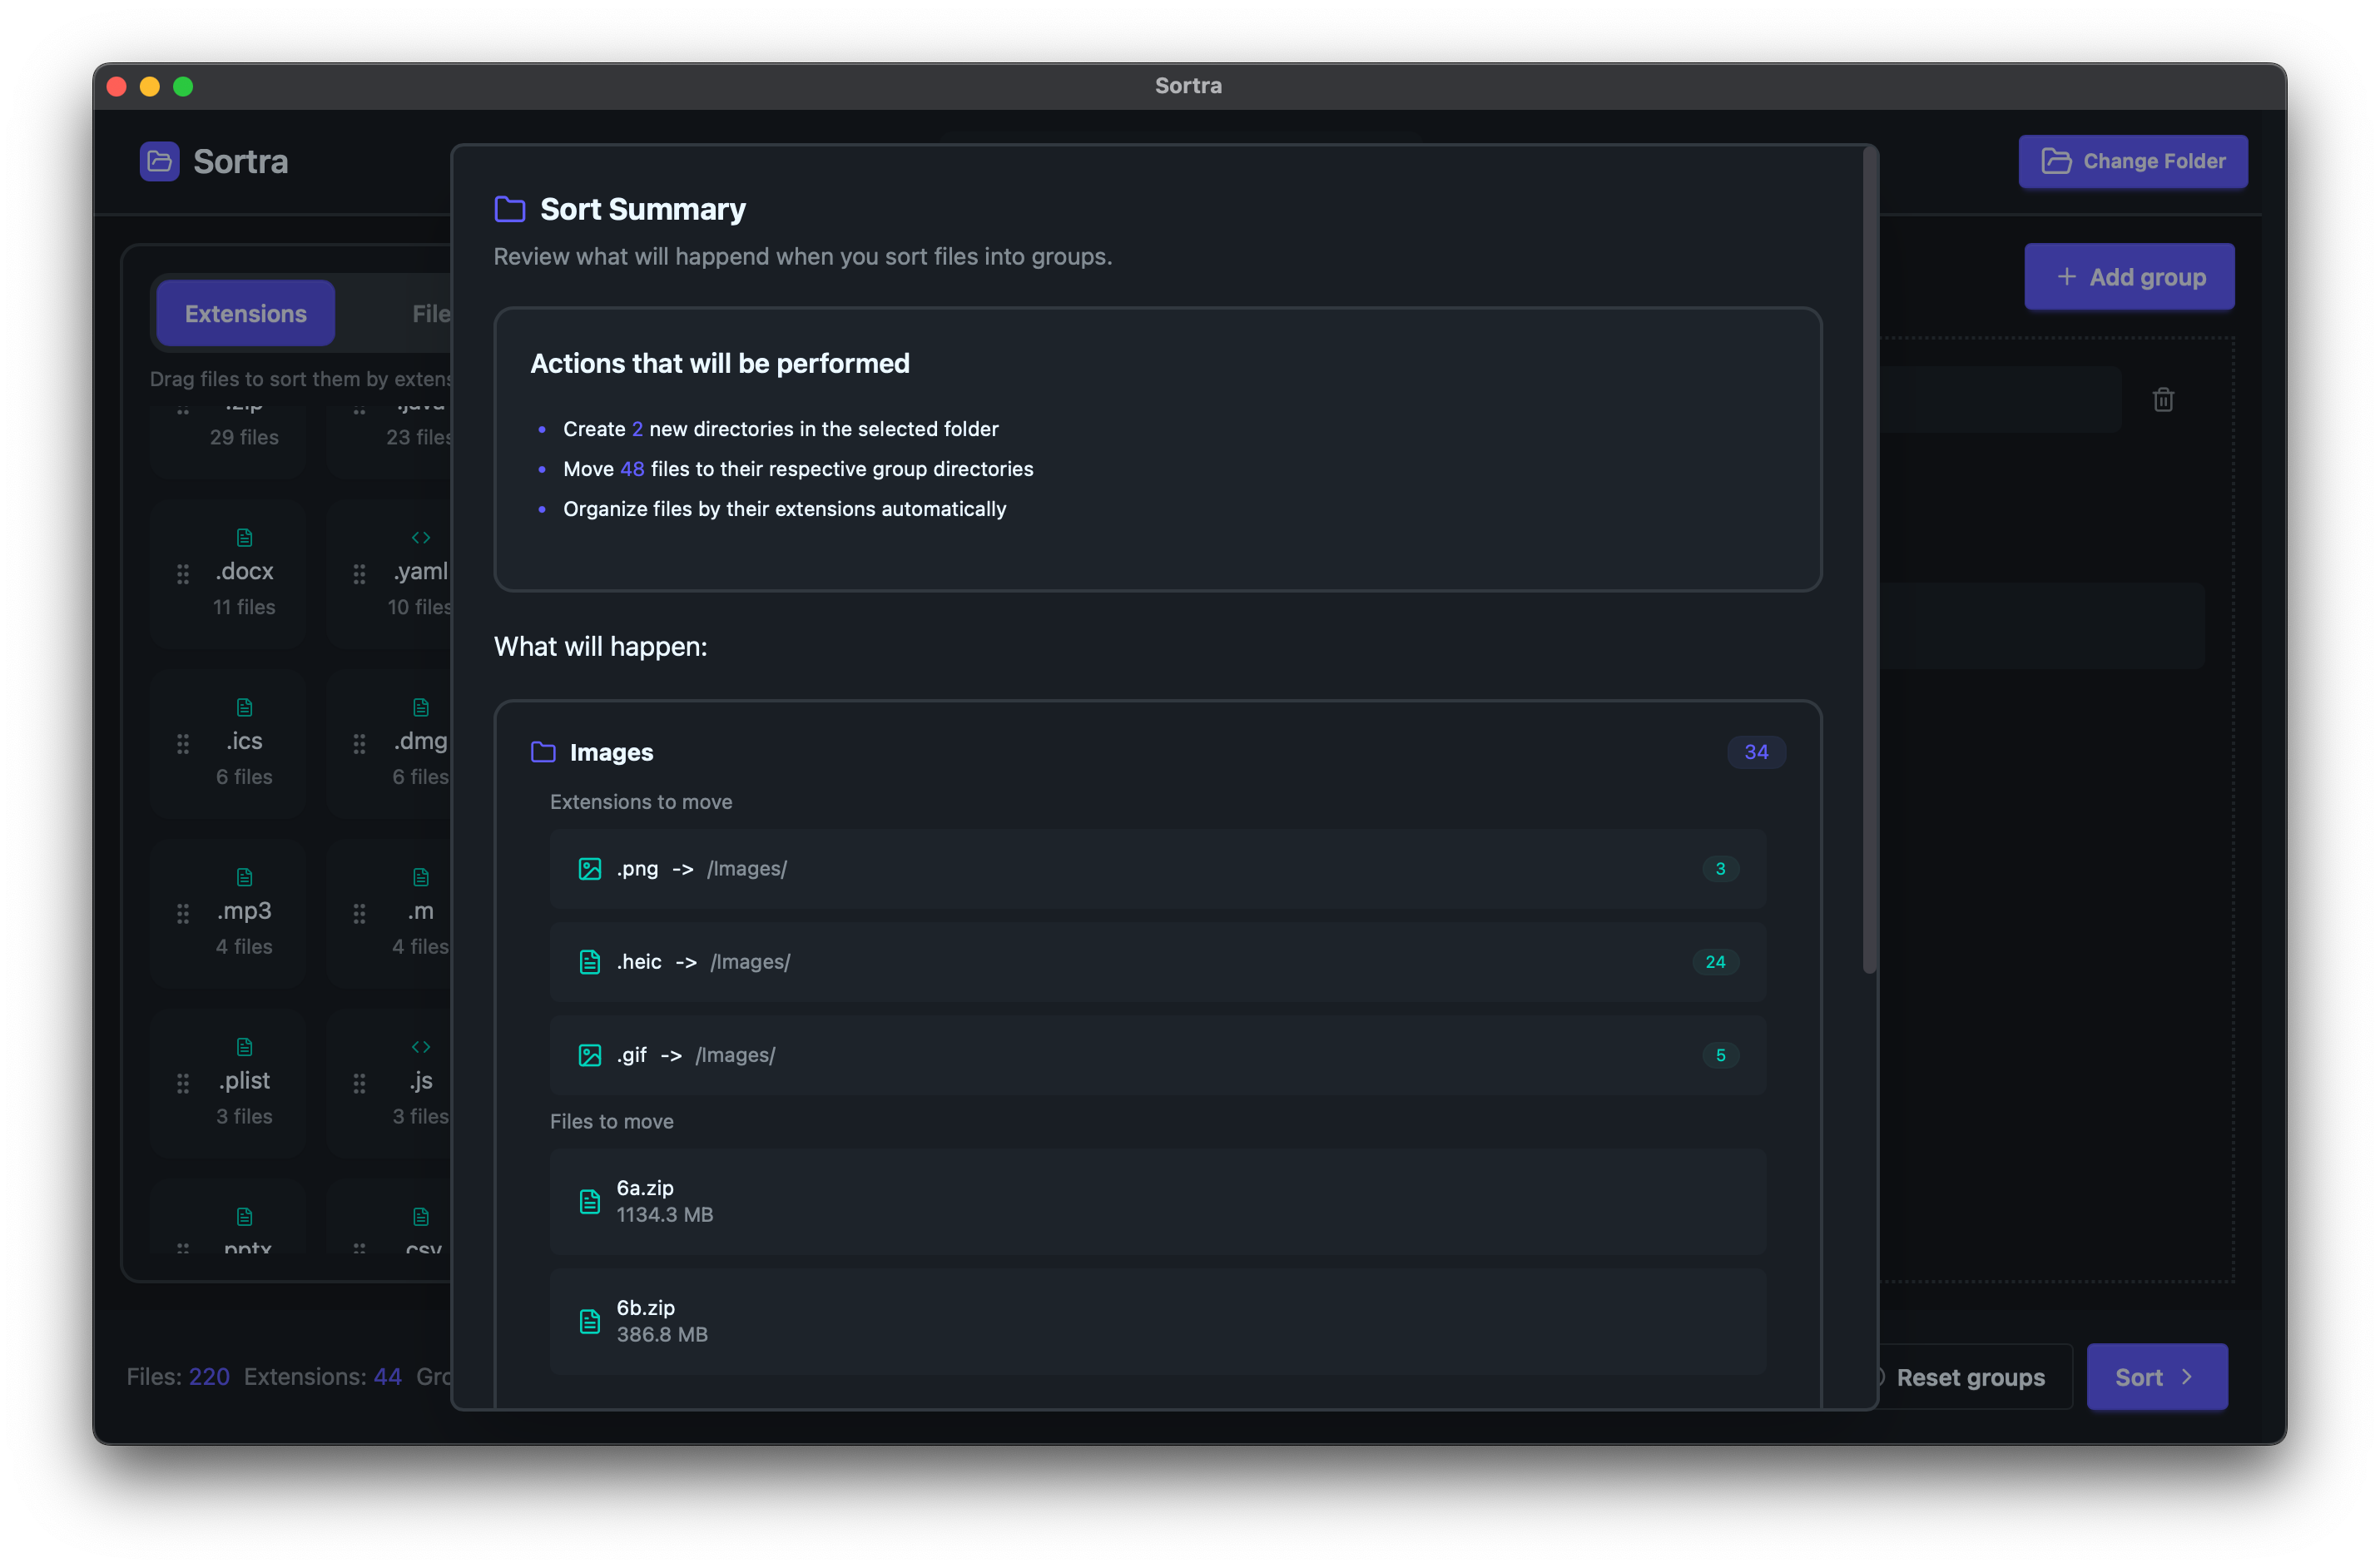 Sortra
Sortra
Change Folder
Add group
Extensions
File
Drag files to sort them by extens
.zip
29 files
.java
23 files
.docx
11 files
.yaml
10 files
.ics
6 files
.dmg
6 files
.mp3
4 files
.m
4 files
.plist
3 files
.js
3 files
pptx
csv
Files: 220 Extensions: 44 Gro
Sort Summary
Review what will happend when you sort files into groups.
Actions that will be performed
• Create 2 new directories in the selected folder
• Move 48 files to their respective group directories
• Organize files by their extensions automatically
What will happen:
Images 34
Extensions to move
.png -> /Images/ 3
.heic -> /Images/ 24
.gif -> /Images/ 5
Files to move
6a.zip
1134.3 MB
6b.zip
386.8 MB
Reset groups
Sort